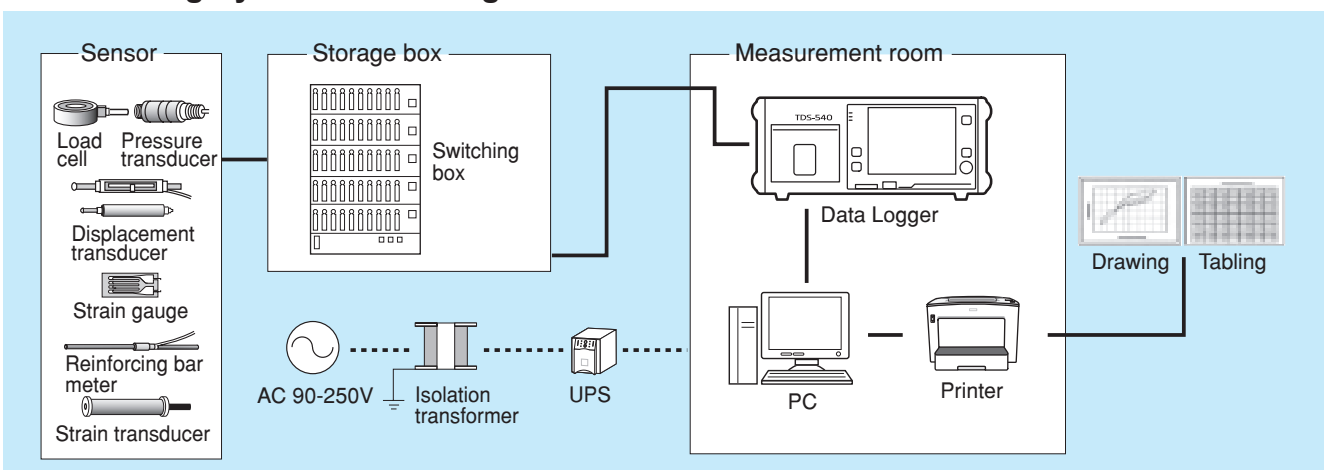 Sensor
Load
cell
Pressure
transducer
Displacement
transducer
Strain gauge
Reinforcing bar
meter
Strain transducer
Storage box
Switching
box
AC 90-250V
Isolation
transformer
UPS
Measurement room
TDS-540
Data Logger
PC
Printer
Drawing
Tabling